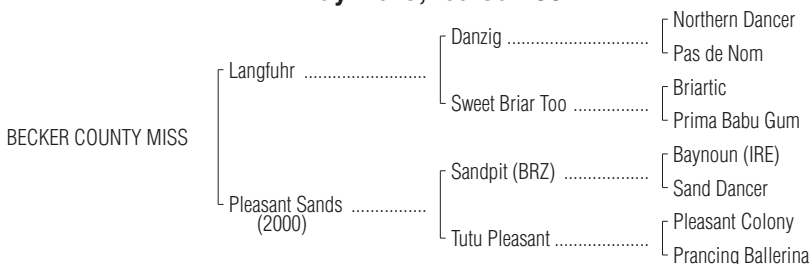 Northern Dancer
Danzig ..............................
Pas de Nom
Langfuhr ..........................
Briartic
Sweet Briar Too ................
Prima Babu Gum
BECKER COUNTY MISS
Baynoun (IRE)
Sandpit (BRZ) ..................
Sand Dancer
Pleasant Sands ................
(2000)
Pleasant Colony
Tutu Pleasant ....................
Prancing Ballerina